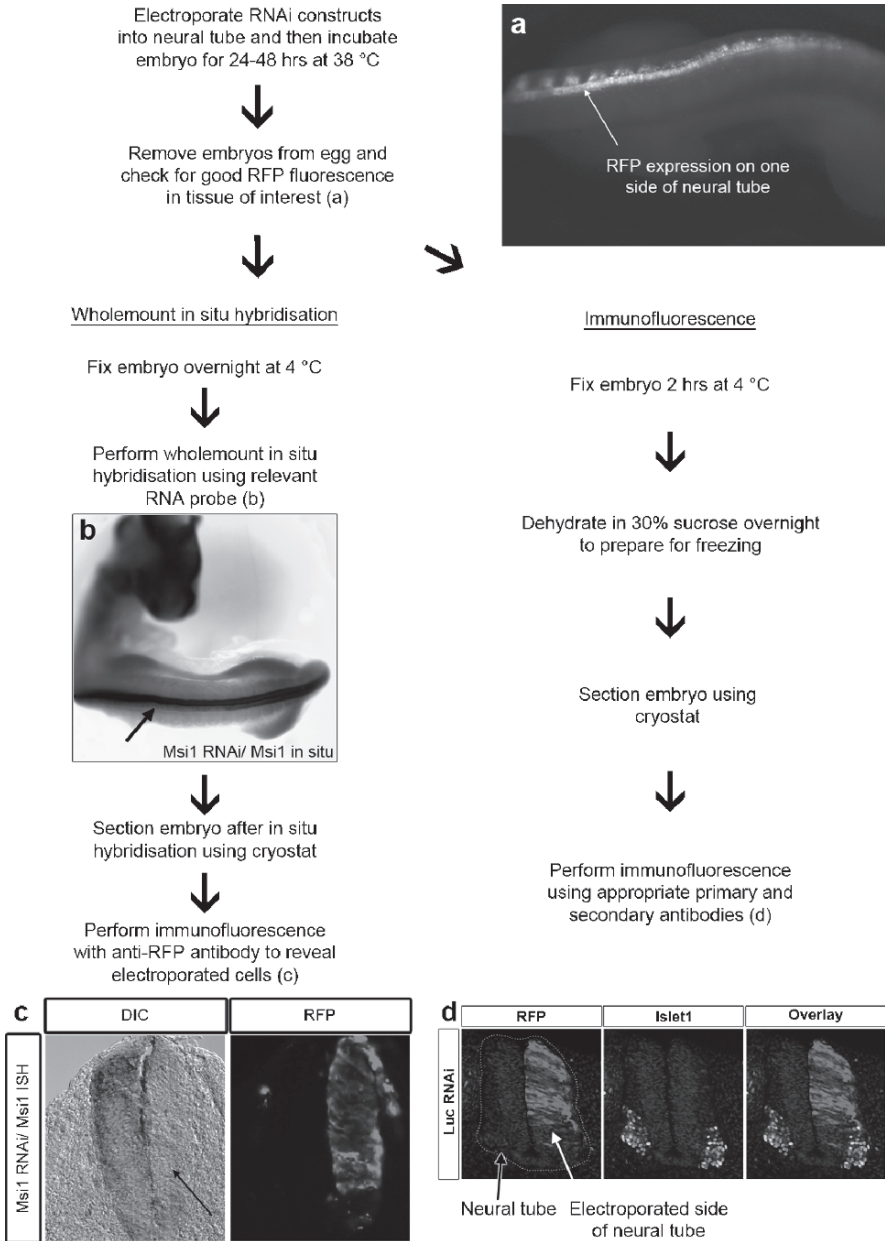 Electroporate RNAi constructs
into neural tube and then incubate
embryo for 24-48 hrs at 38 °C
Remove embryos from egg and
check for good RFP fluorescence
in tissue of interest (a)
a
RFP expression on one
side of neural tube
Wholemount in situ hybridisation
Fix embryo overnight at 4 °C
Perform wholemount in situ
hybridisation using relevant
RNA probe (b)
b
Msi1 RNAi/ Msi1 in situ
Section embryo after in situ
hybridisation using cryostat
Perform immunofluorescence
with anti-RFP antibody to reveal
electroporated cells (c)
Immunofluorescence
Fix embryo 2 hrs at 4 °C
Dehydrate in 30% sucrose overnight
to prepare for freezing
Section embryo using
cryostat
Perform immunofluorescence
using appropriate primary and
secondary antibodies (d)
c
DIC
RFP
Msi1 RNAi/ Msi1 ISH
d
RFP
Islet1
Overlay
Luc RNAi
Neural tube
Electroporated side
of neural tube